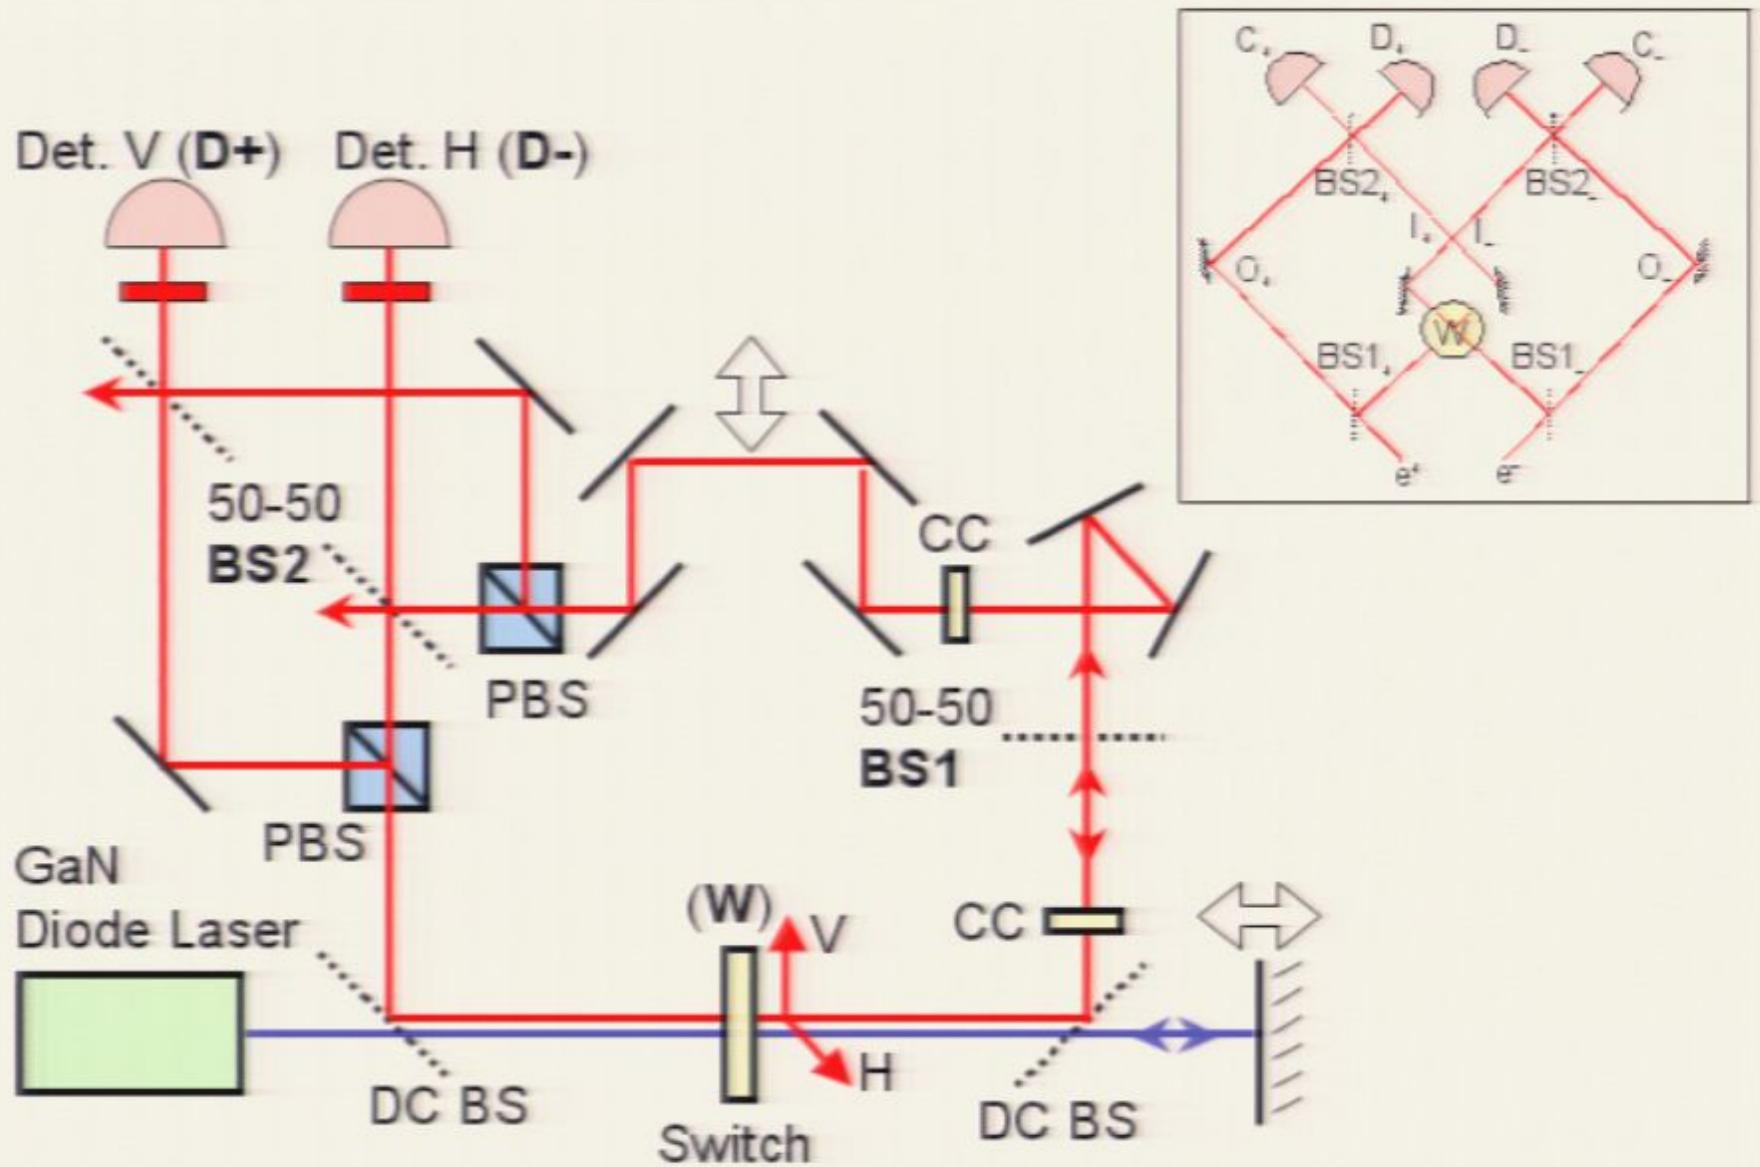 Det. V (D+)
Det. H (D-)
50-50
BS2
PBS
PBS
CC
50-50
BS1
GaN
Diode Laser
(W)
V
H
CC
DC BS
Switch
DC BS
C+
D+
D-
C-
BS2+
BS2-
I+
I-
O+
O-
W
BS1+
BS1-
e+
e-